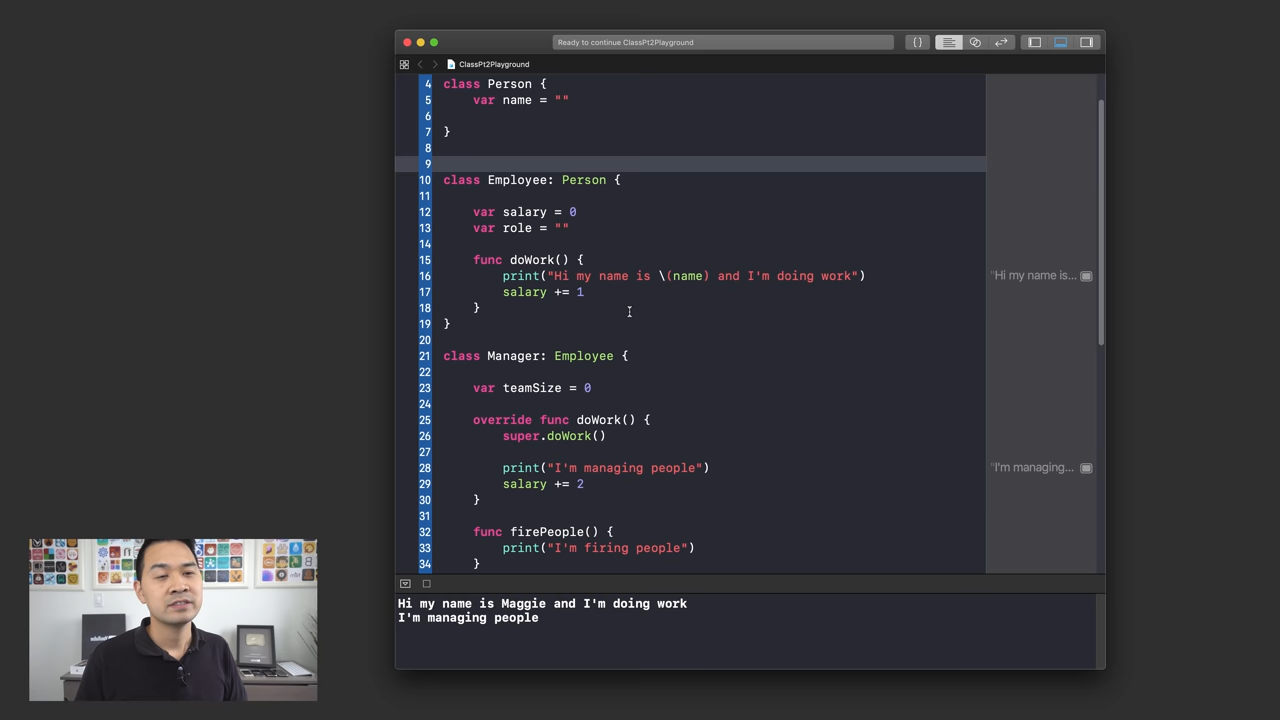 Ready to continue ClassPt2Playground
{ }
ClassPt2Playground
4 class Person {
5 var name = ""
6
7 }
8
9
10 class Employee: Person {
11
12 var salary = 0
13 var role = ""
14
15 func doWork() {
16 print("Hi my name is \(name) and I'm doing work")
"Hi my name is...
17 salary += 1
18 }
19 }
20
21 class Manager: Employee {
22
23 var teamSize = 0
24
25 override func doWork() {
26 super.doWork()
27
28 print("I'm managing people")
"I'm managing...
29 salary += 2
30 }
31
32 func firePeople() {
33 print("I'm firing people")
34 }
Hi my name is Maggie and I'm doing work
I'm managing people